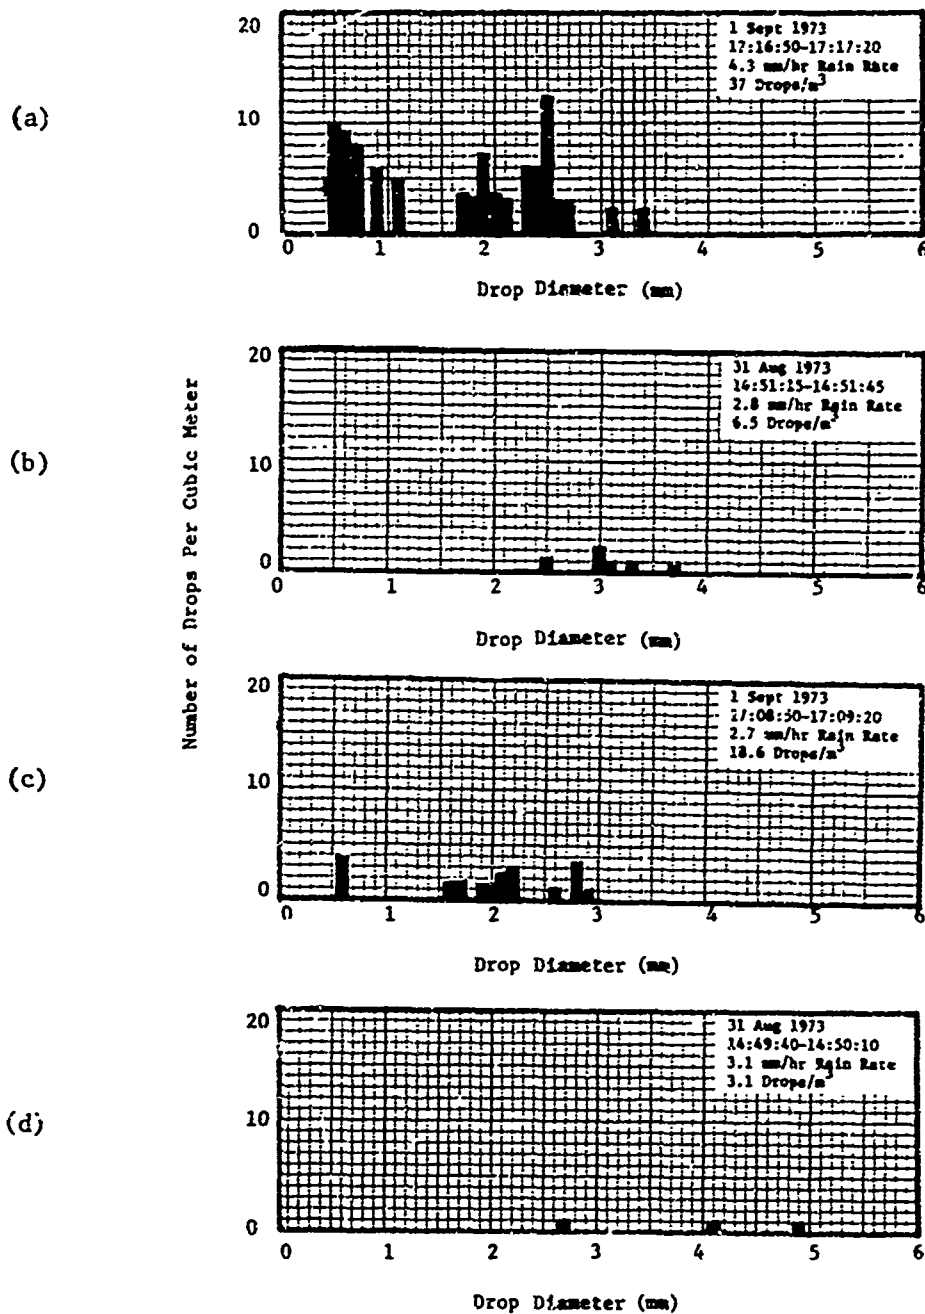 (a)
20
10
0
1 Sept 1973
17:16:50-17:17:20
4.3 mm/hr Rain Rate
37 Drops/m3
0 1 2 3 4 5 6
Drop Diameter (mm)
Number of Drops Per Cubic Meter
(b)
20
10
0
31 Aug 1973
14:51:15-14:51:45
2.8 mm/hr Rain Rate
6.5 Drops/m3
0 1 2 3 4 5 6
Drop Diameter (mm)
(c)
20
10
0
1 Sept 1973
17:08:50-17:09:20
2.7 mm/hr Rain Rate
18.6 Drops/m3
0 1 2 3 4 5 6
Drop Diameter (mm)
(d)
20
10
0
31 Aug 1973
14:49:40-14:50:10
3.1 mm/hr Rain Rate
3.1 Drops/m3
0 1 2 3 4 5 6
Drop Diameter (mm)